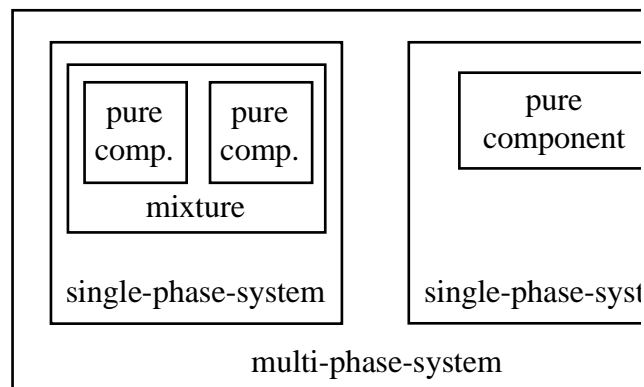 pure
comp.
pure
comp.
mixture
single-phase-system
pure
component
single-phase-syst
multi-phase-system